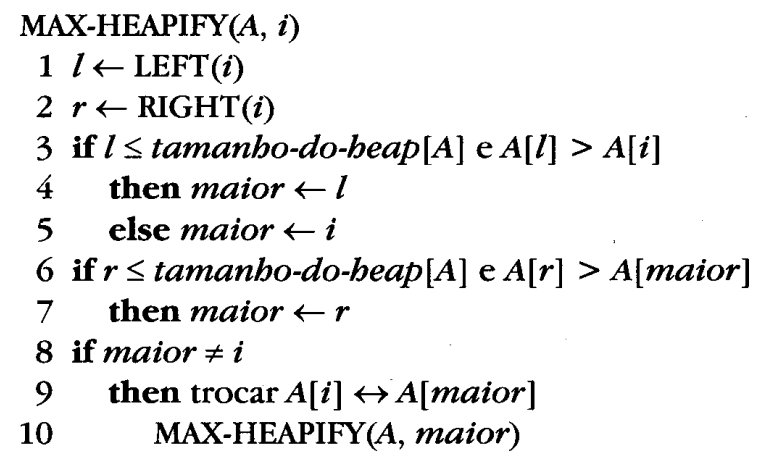 MAX-HEAPIFY(A, i)
1 l ← LEFT(i)
2 r ← RIGHT(i)
3 if l ≤ tamanho-do-heap[A] e A[l] > A[i]
4 then maior ← l
5 else maior ← i
6 if r ≤ tamanho-do-heap[A] e A[r] > A[maior]
7 then maior ← r
8 if maior ≠ i
9 then trocar A[i] ↔ A[maior]
10 MAX-HEAPIFY(A, maior)